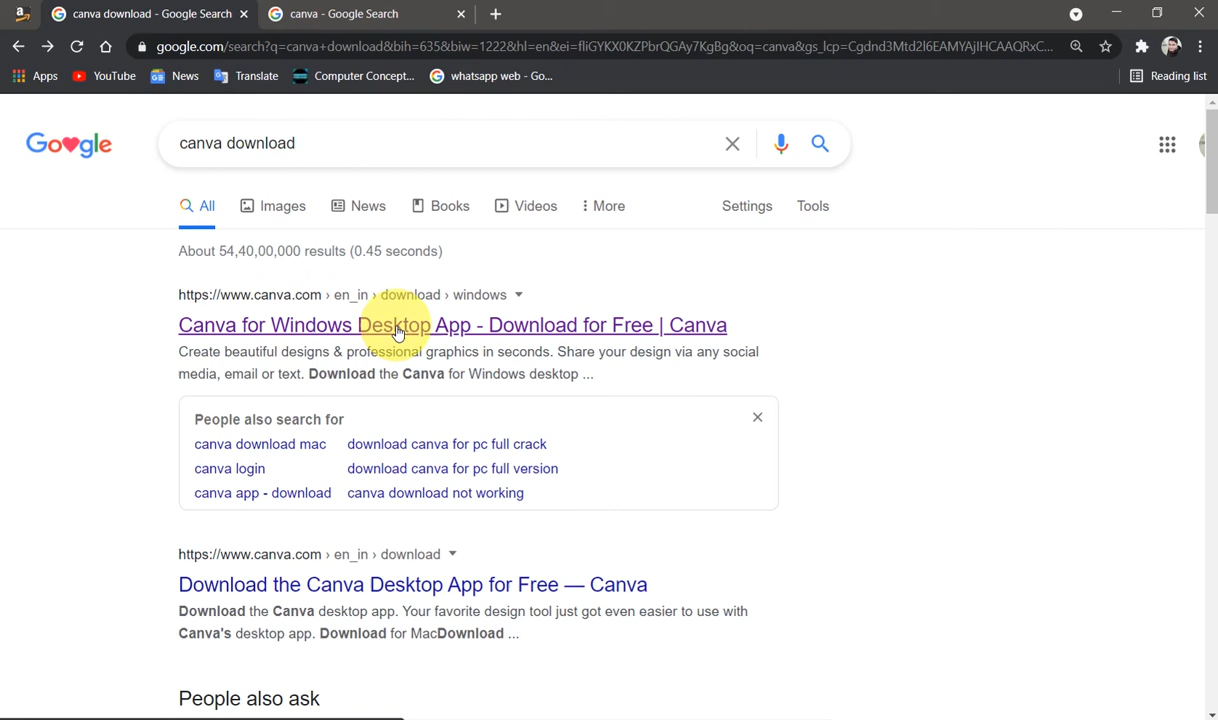 canva download - Google Search
canva - Google Search
google.com/search?q=canva+download&bih=635&biw=1222&hl=en&ei=fliGYKX0KZPbrQGAy7KgBg&oq=canva&gs_lcp=Cgdnd3Mtd2l6EAMYAjIHCAAQRxC...
Apps
YouTube
News
Translate
Computer Concept...
whatsapp web - Go...
Reading list
Google
canva download
All
Images
News
Books
Videos
More
Settings
Tools
About 54,40,00,000 results (0.45 seconds)
https://www.canva.com › en_in › download › windows
Canva for Windows Desktop App - Download for Free | Canva
Create beautiful designs & professional graphics in seconds. Share your design via any social
media, email or text. Download the Canva for Windows desktop ...
People also search for
canva download mac download canva for pc full crack
canva login download canva for pc full version
canva app - download canva download not working
https://www.canva.com › en_in › download
Download the Canva Desktop App for Free — Canva
Download the Canva desktop app. Your favorite design tool just got even easier to use with
Canva's desktop app. Download for MacDownload ...
People also ask